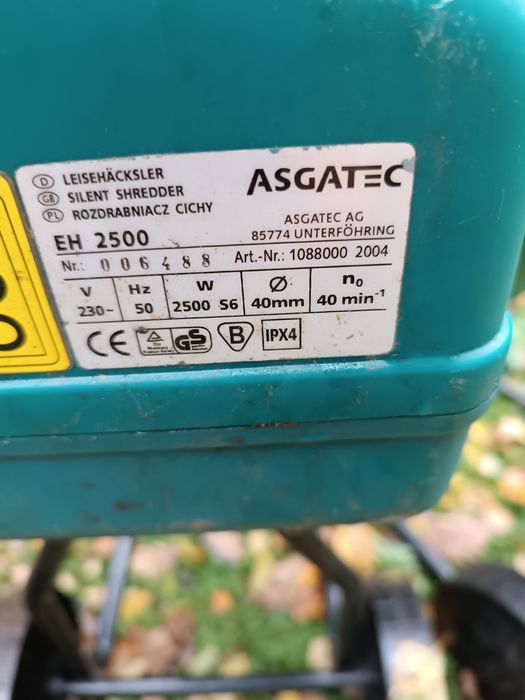 D LEISEHÄCKSLER
GB SILENT SHREDDER
PL ROZDRABNIACZ CICHY
ASGATEC
ASGATEC AG
85774 UNTERFÖHRING
EH 2500
Nr.: 006488 Art.-Nr.: 1088000 2004
V Hz W Ø n₀
230~ 50 2500 S6 40mm 40 min⁻¹
CE TÜV GS B IPX4